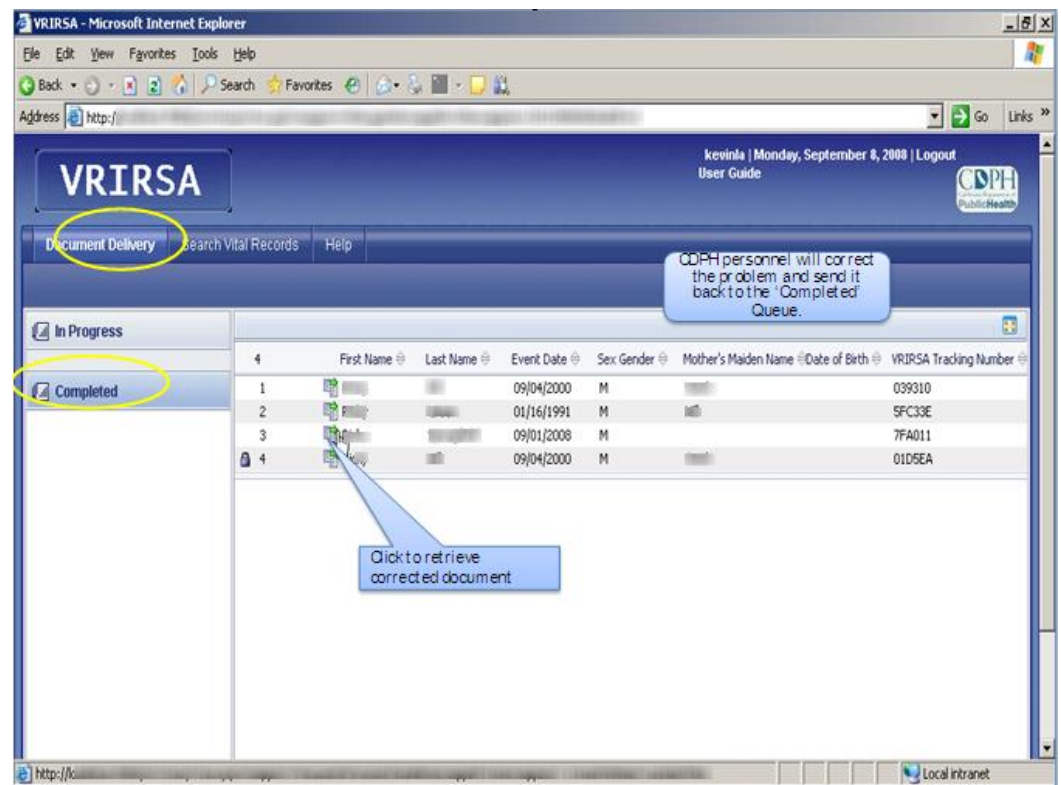 VRIRSA - Microsoft Internet Explorer
File Edit View Favorites Tools Help
Back Search Favorites
Address http:/ Go Links »
kevinla | Monday, September 8, 2008 | Logout
User Guide
VRIRSA
CDPH
PublicHealth
Document Delivery Search Vital Records Help
CDPH personnel will correct
the problem and send it
back to the ‘Completed’
Queue.
In Progress
Completed
4 First Name Last Name Event Date Sex Gender Mother's Maiden Name Date of Birth VRIRSA Tracking Number
1 09/04/2000 M 039310
2 01/16/1991 M 5FC33E
3 09/01/2008 M 7FA011
4 09/04/2000 M 01D5EA
Click to retrieve
corrected document
http:// Local intranet